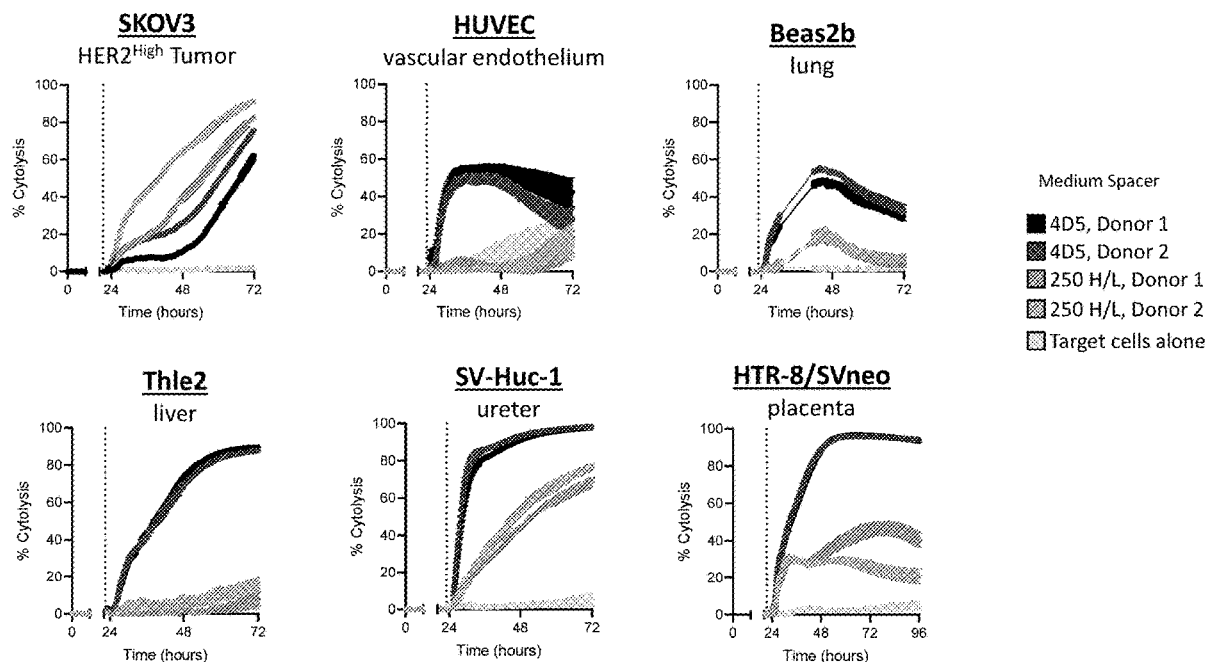 SKOV3
HER2High Tumor
% Cytolysis
100
80
60
40
20
0
0
24
48
72
Time (hours)
HUVEC
vascular endothelium
% Cytolysis
100
80
60
40
20
0
0
24
48
72
Time (hours)
Beas2b
lung
% Cytolysis
100
80
60
40
20
0
0
24
48
72
Time (hours)
Medium Spacer
4D5, Donor 1
4D5, Donor 2
250 H/L, Donor 1
250 H/L, Donor 2
Target cells alone
Thle2
liver
% Cytolysis
100
80
60
40
20
0
0
24
48
72
Time (hours)
SV-Huc-1
ureter
% Cytolysis
100
80
60
40
20
0
0
24
48
72
Time (hours)
HTR-8/SVneo
placenta
% Cytolysis
100
80
60
40
20
0
0
24
48
72
96
Time (hours)